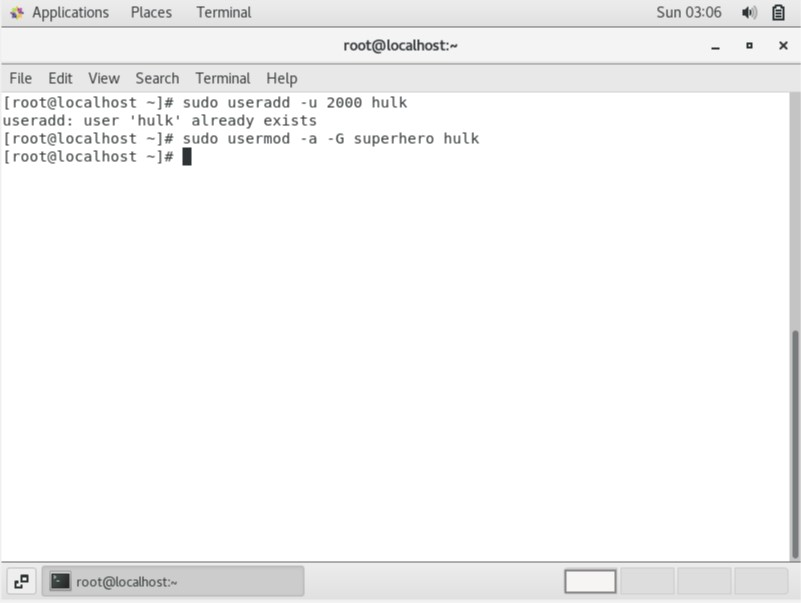 Applications Places Terminal Sun 03:06
root@localhost:~
File Edit View Search Terminal Help
[root@localhost ~]# sudo useradd -u 2000 hulk
useradd: user 'hulk' already exists
[root@localhost ~]# sudo usermod -a -G superhero hulk
[root@localhost ~]#
root@localhost:~